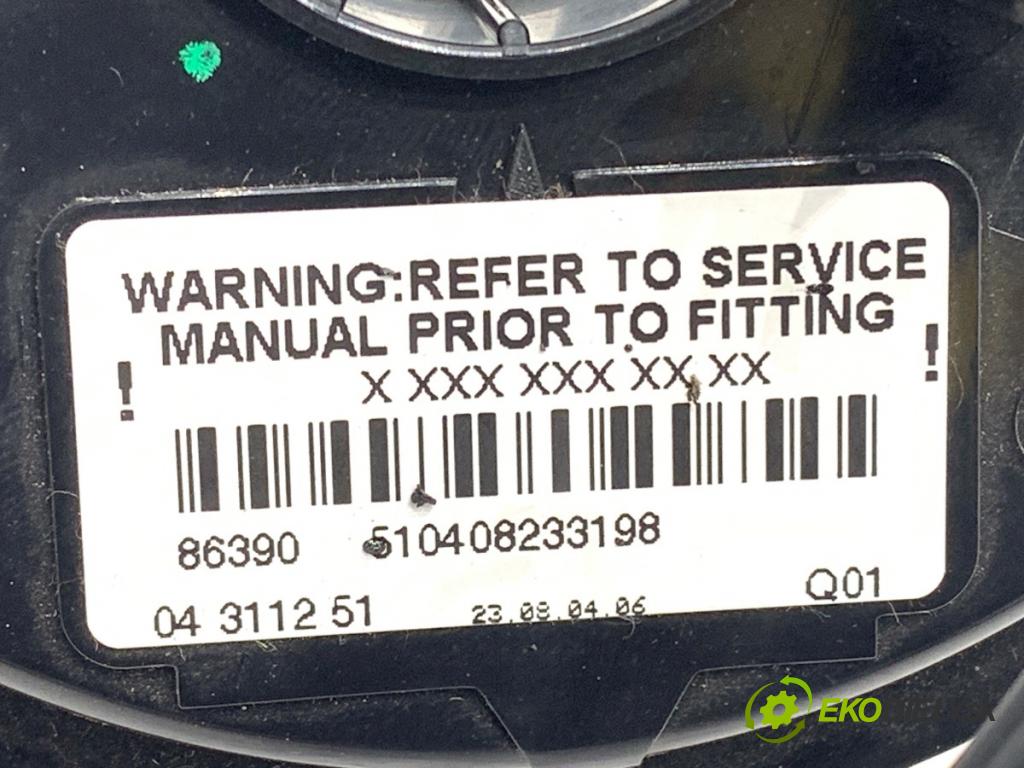 WARNING:REFER TO SERVICE
MANUAL PRIOR TO FITTING
! X XXX XXX XX XX !
86390 510408233198
04 3112 51 23.08.04.06 Q01
EKO